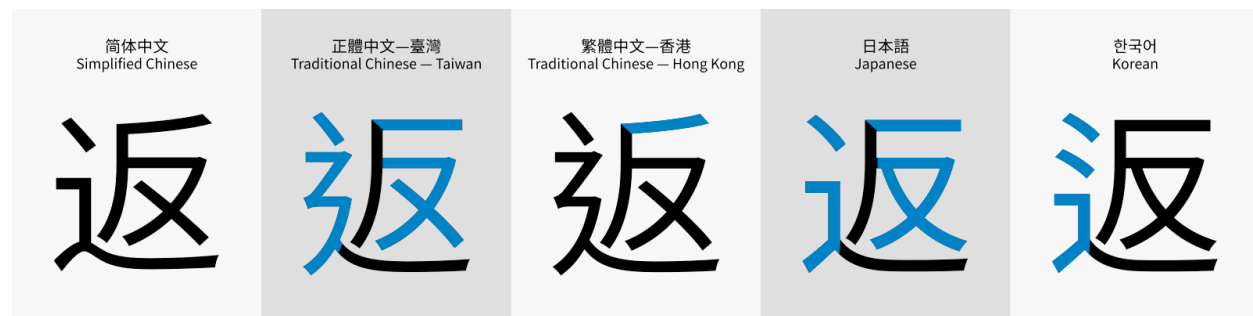 简体中文
Simplified Chinese
返
正體中文—臺灣
Traditional Chinese — Taiwan
返
繁體中文—香港
Traditional Chinese — Hong Kong
返
日本語
Japanese
返
한국어
Korean
返